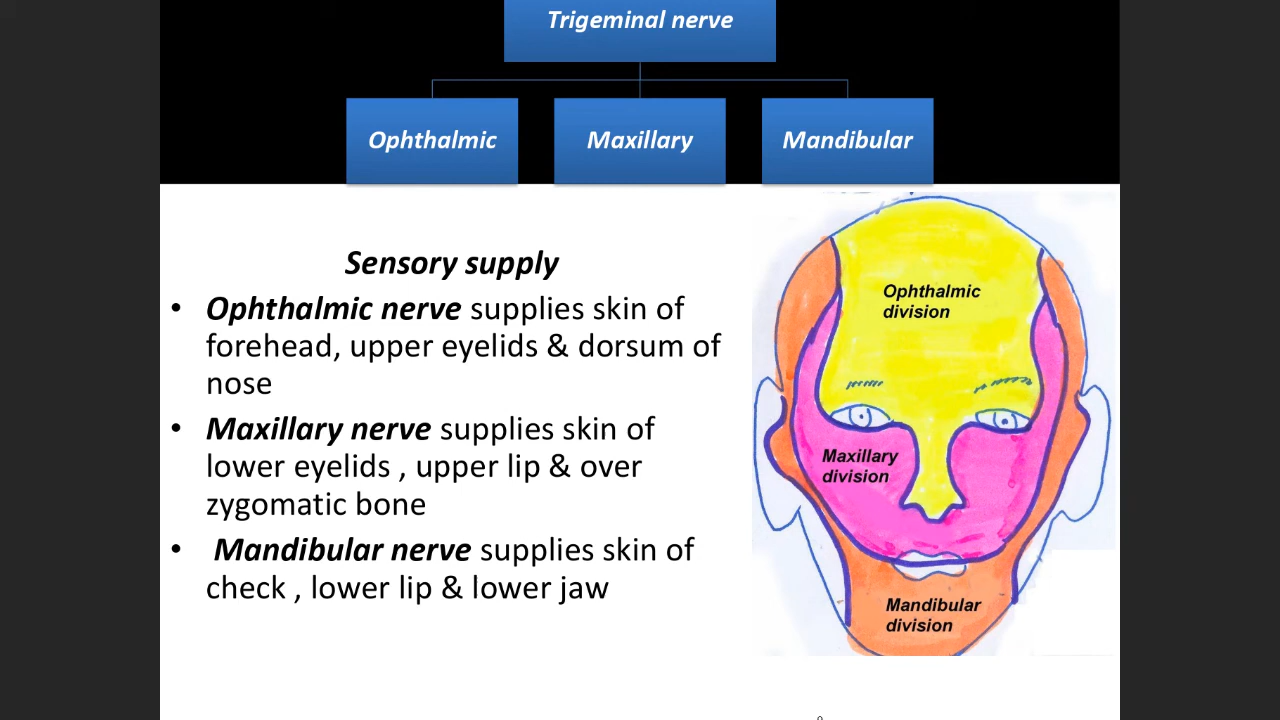 Trigeminal nerve
Ophthalmic
Maxillary
Mandibular
Sensory supply
• Ophthalmic nerve supplies skin of
forehead, upper eyelids & dorsum of
nose
• Maxillary nerve supplies skin of
lower eyelids , upper lip & over
zygomatic bone
• Mandibular nerve supplies skin of
check , lower lip & lower jaw
Ophthalmic
division
Maxillary
division
Mandibular
division